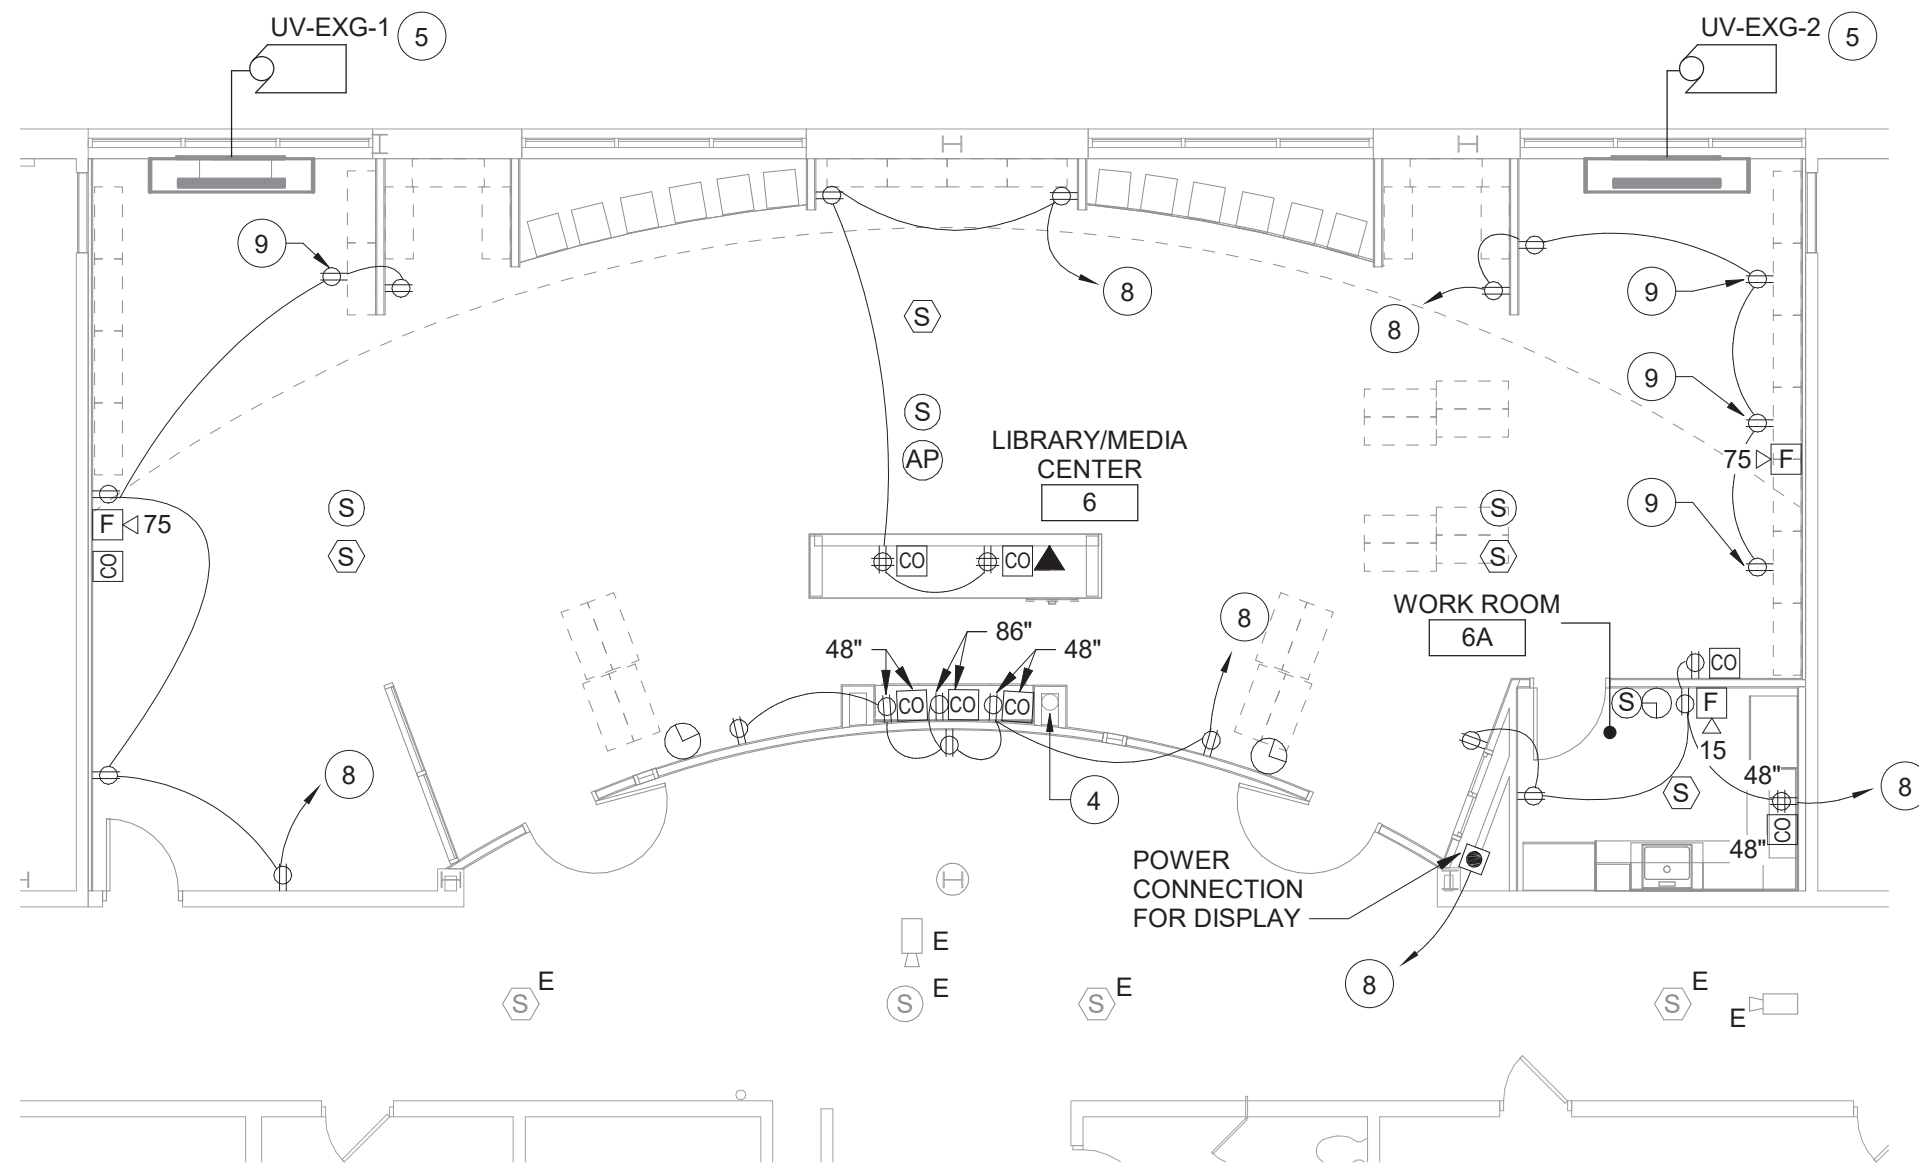 UV-EXG-1 5
UV-EXG-2 5
9
8
8
9
S
9
S
AP
LIBRARY/MEDIA
CENTER
6
75 F
F 75
S
S
9
S
S
CO
CO
CO
WORK ROOM
6A
8
86"
48"
48"
CO
CO
CO
CO
S
F
15
8
4
48"
8
S
CO
48"
POWER
CONNECTION
FOR DISPLAY
E
8
S E
S E
S E
S E
E